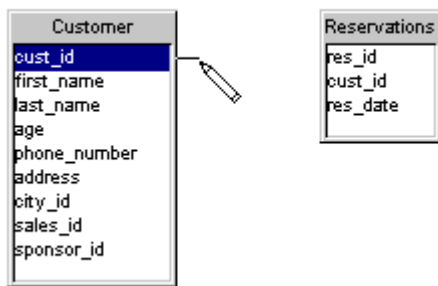 Customer
cust_id
first_name
last_name
age
phone_number
address
city_id
sales_id
sponsor_id
Reservations
res_id
cust_id
res_date